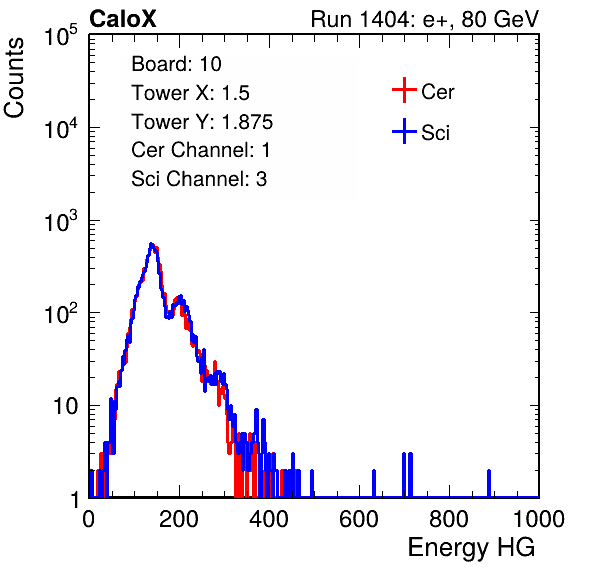 CaloX Run 1404: e+, 80 GeV
Counts
10^5
10^4
10^3
10^2
10
1
Board: 10
Tower X: 1.5
Tower Y: 1.875
Cer Channel: 1
Sci Channel: 3
Cer
Sci
0 200 400 600 800 1000
Energy HG